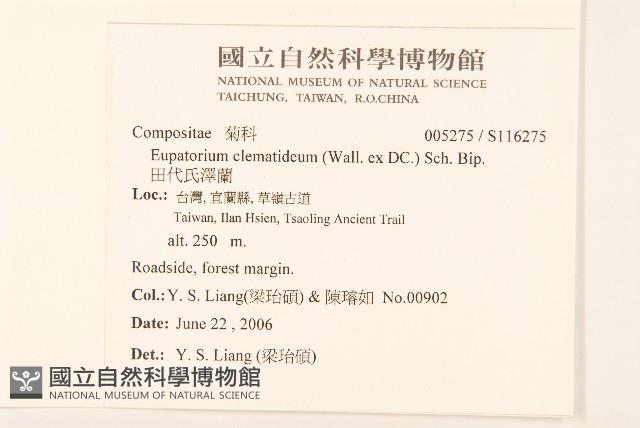 國立自然科學博物館
NATIONAL MUSEUM OF NATURAL SCIENCE
TAICHUNG, TAIWAN, R.O.CHINA
Compositae 菊科 005275 / S116275
Eupatorium clematideum (Wall. ex DC.) Sch. Bip.
田代氏澤蘭
Loc.: 台灣, 宜蘭縣, 草嶺古道
Taiwan, Ilan Hsien, Tsaoling Ancient Trail
alt. 250 m.
Roadside, forest margin.
Col.: Y. S. Liang(梁珆碩) & 陳瑢如 No.00902
Date: June 22 , 2006
Det.: Y. S. Liang (梁珆碩)
國立自然科學博物館
NATIONAL MUSEUM OF NATURAL SCIENCE